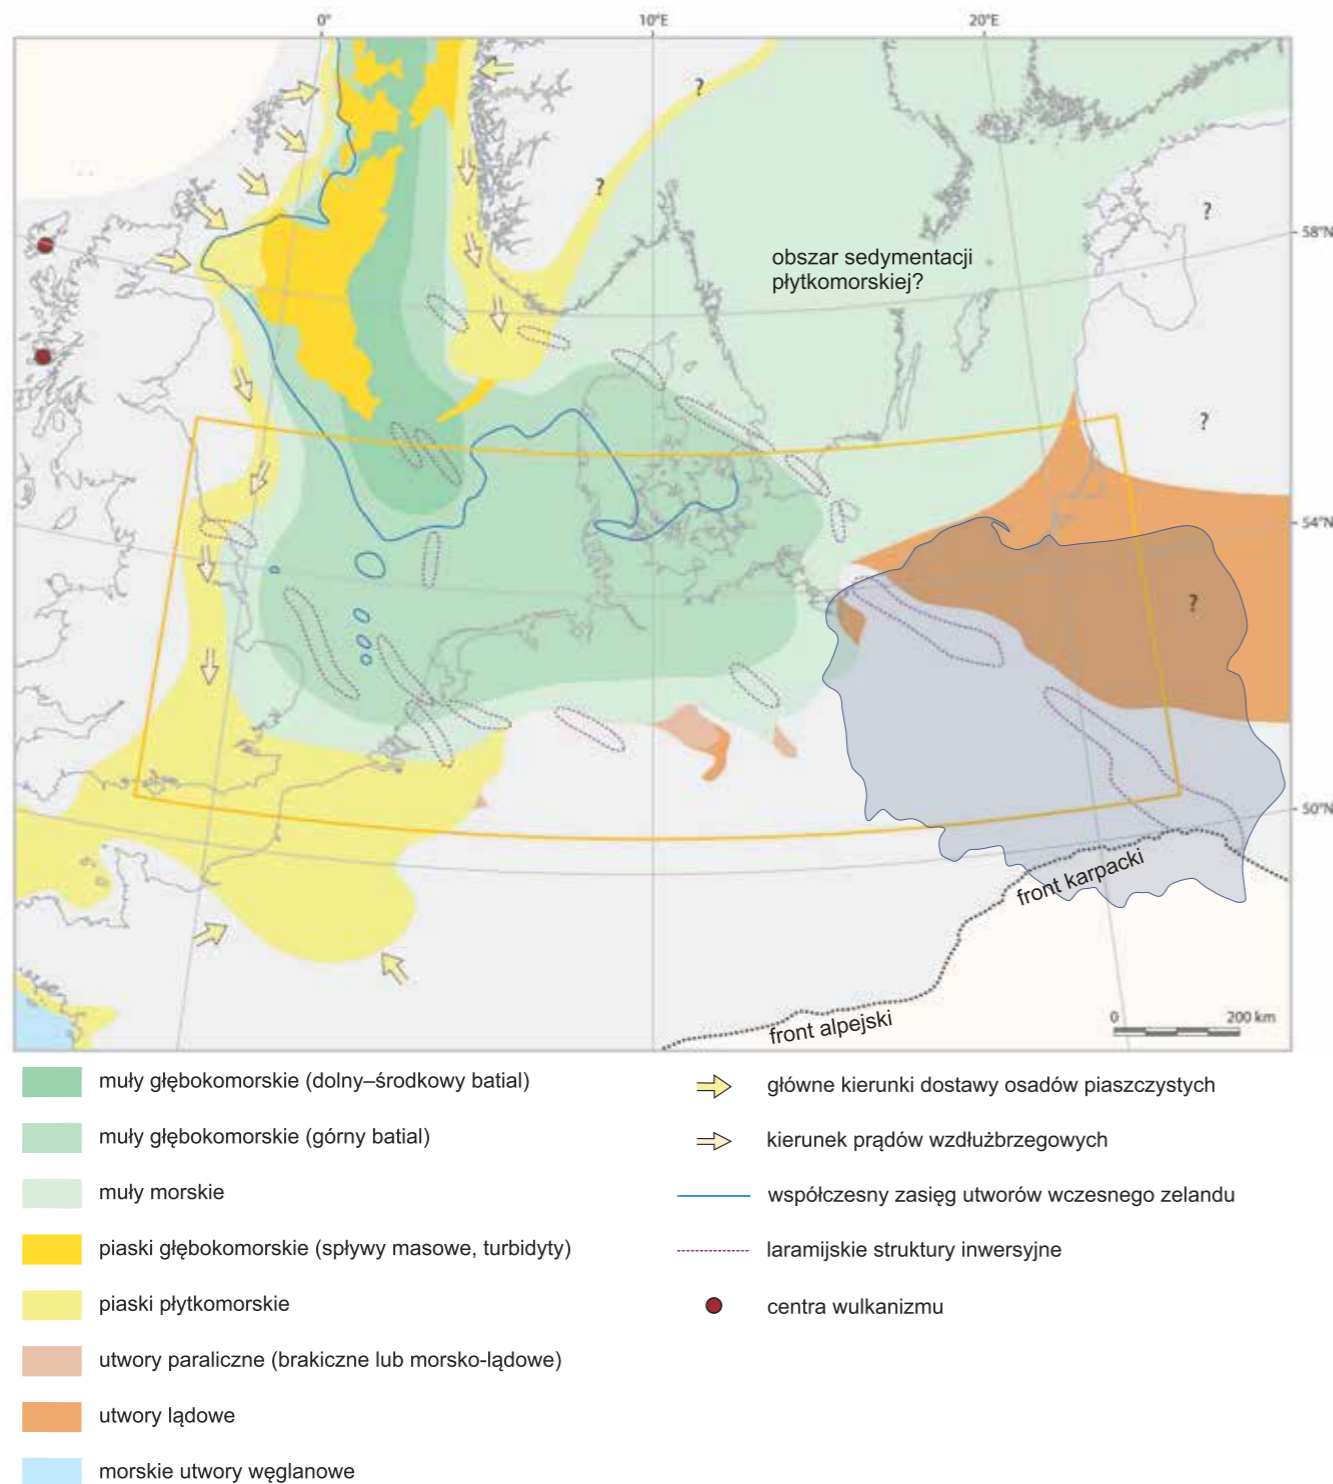 0°
10°E
20°E
?
?
?
58°N
obszar sedymentacji
płytkomorskiej?
?
54°N
?
50°N
front karpacki
front alpejski
0
200 km
muły głębokomorskie (dolny–środkowy batial)
muły głębokomorskie (górny batial)
muły morskie
piaski głębokomorskie (spływy masowe, turbidyty)
piaski płytkomorskie
utwory paraliczne (brakiczne lub morsko-lądowe)
utwory lądowe
morskie utwory węglanowe
główne kierunki dostawy osadów piaszczystych
kierunek prądów wzdłużbrzegowych
współczesny zasięg utworów wczesnego zelandu
laramijskie struktury inwersyjne
centra wulkanizmu